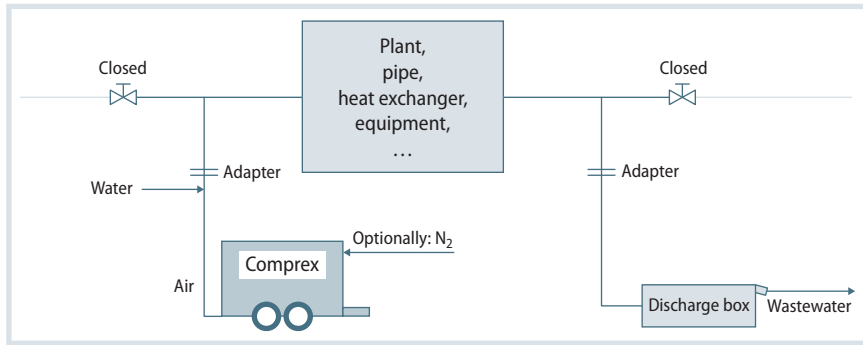 Plant,
pipe,
heat exchanger,
equipment,
…
Closed
Closed
Adapter
Adapter
Water
Optionally: N₂
Comprex
Air
Discharge box
Wastewater